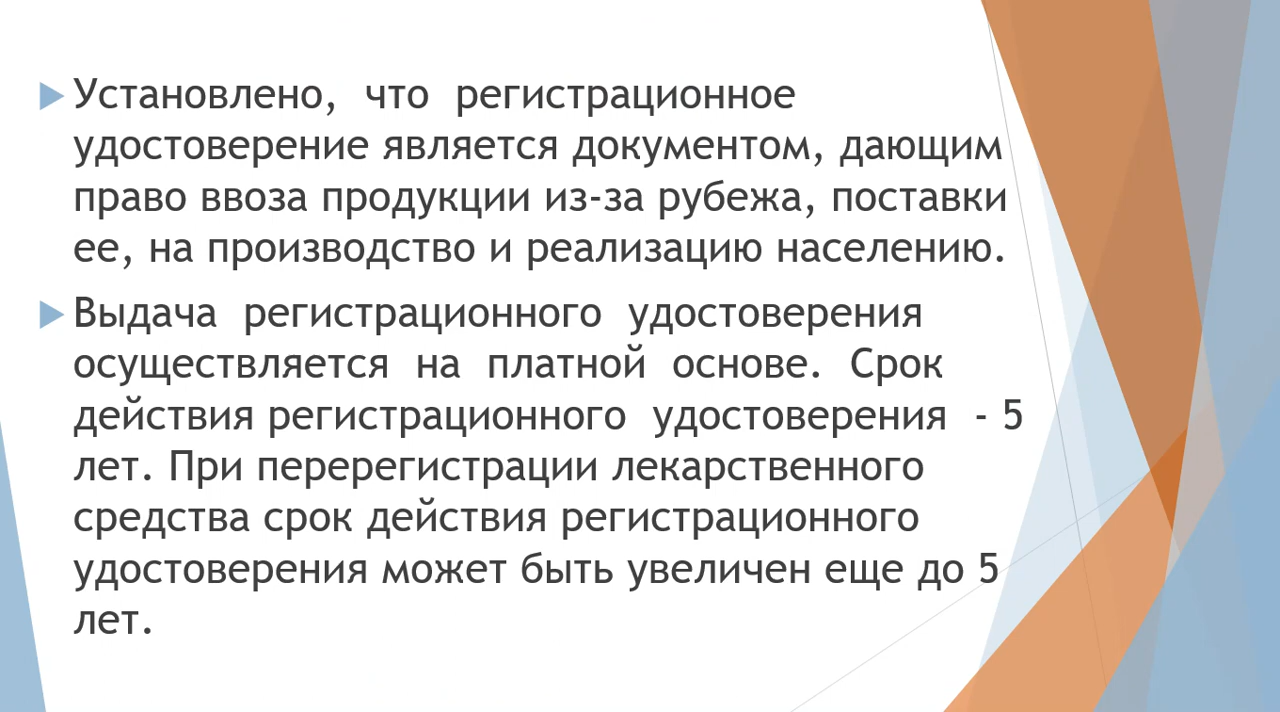 Установлено, что регистрационное
удостоверение является документом, дающим
право ввоза продукции из-за рубежа, поставки
ее, на производство и реализацию населению.
Выдача регистрационного удостоверения
осуществляется на платной основе. Срок
действия регистрационного удостоверения - 5
лет. При перерегистрации лекарственного
средства срок действия регистрационного
удостоверения может быть увеличен еще до 5
лет.